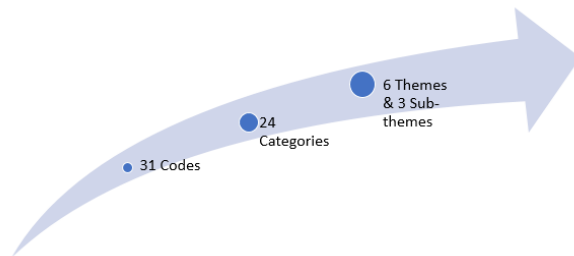 31 Codes
24
Categories
6 Themes
& 3 Sub-
themes